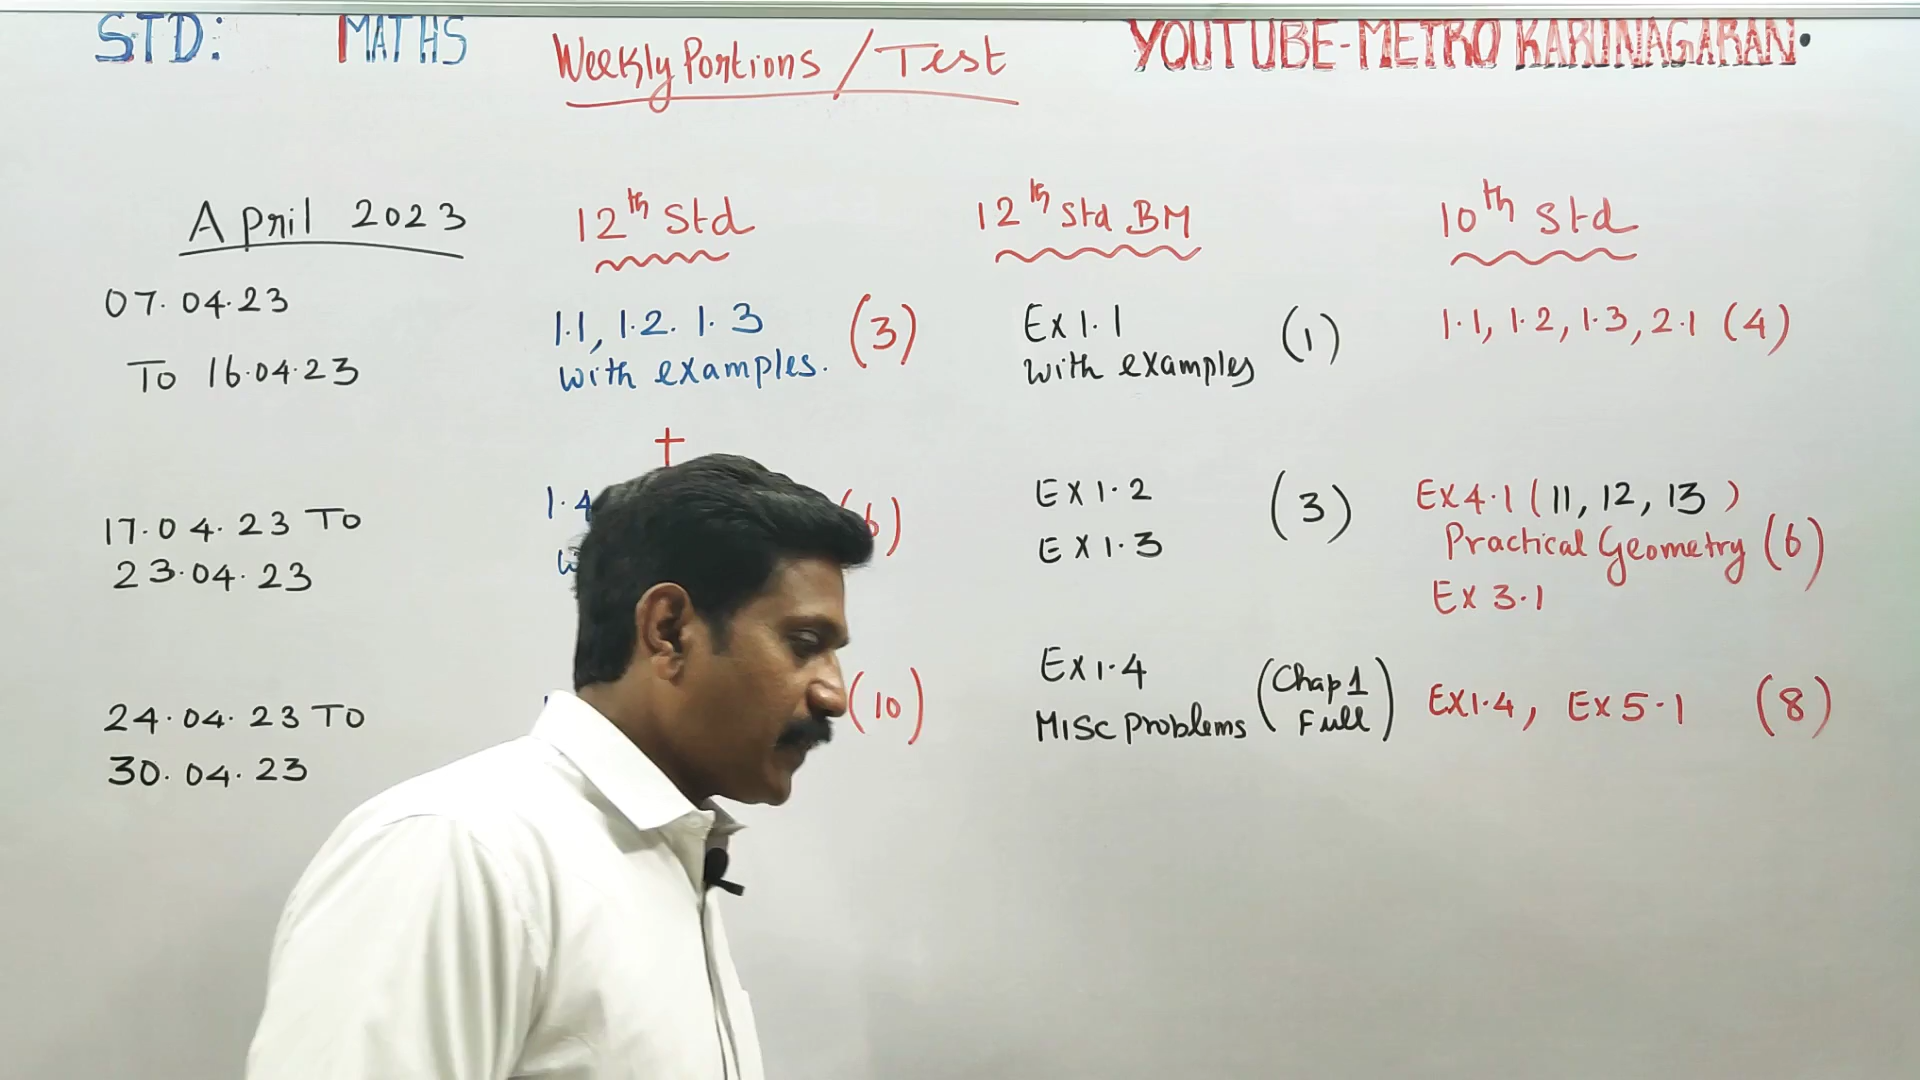 STD: MATHS Weekly Portions / Test YOUTUBE-METRO KARUNAGARAN.
April 2023 12th Std 12th Std BM 10th Std
07.04.23 1.1, 1.2. 1.3 (3) Ex 1.1 (1) 1.1, 1.2, 1.3, 2.1 (4)
To 16.04.23 with examples. with examples
17.04.23 To 1.4 Ex 1.2 (3) Ex 4.1 (11, 12, 13)
23.04.23 Ex 1.3 Practical Geometry (6)
Ex 3.1
24.04.23 To (10) Ex 1.4 (Chap 1 Ex 1.4, Ex 5.1 (8)
30.04.23 Misc Problems Full)